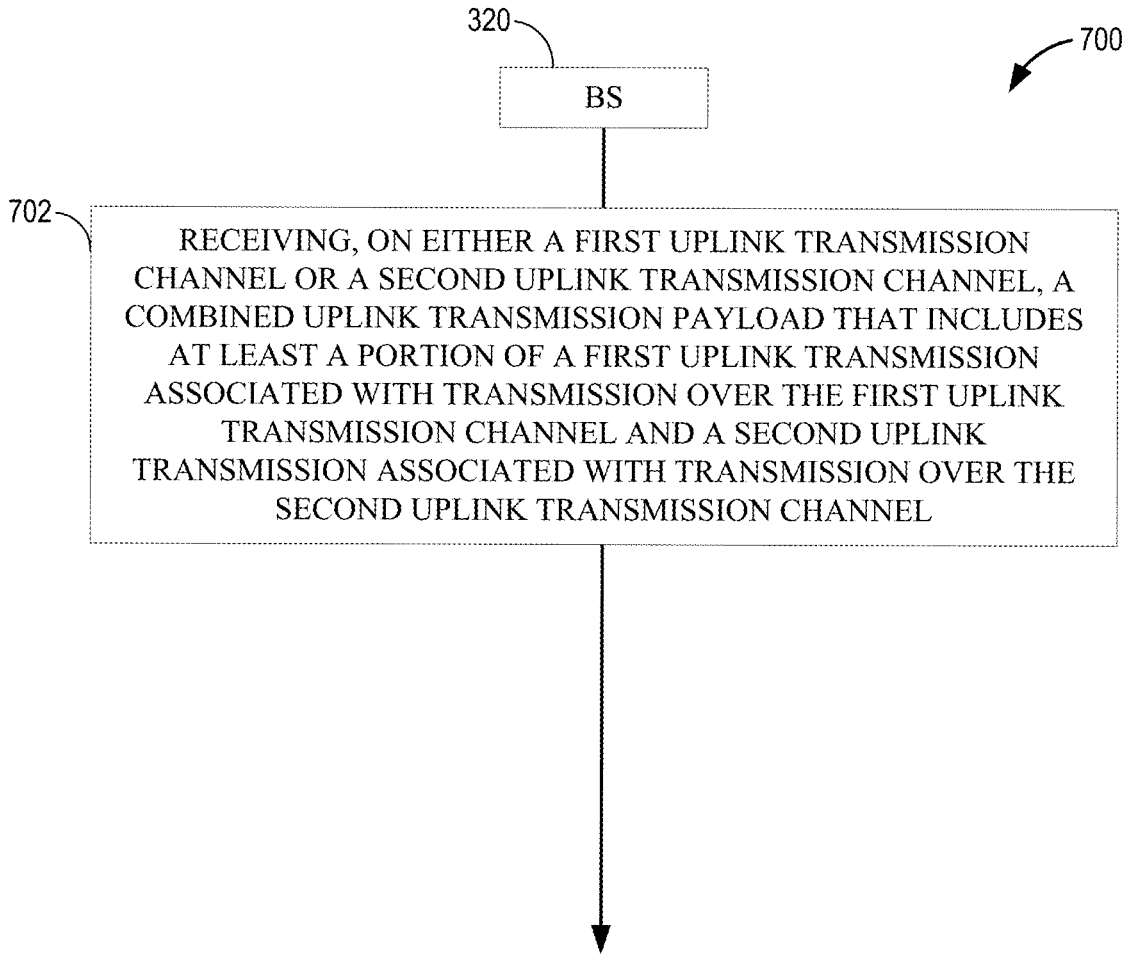 320
700
BS
702
RECEIVING, ON EITHER A FIRST UPLINK TRANSMISSION
CHANNEL OR A SECOND UPLINK TRANSMISSION CHANNEL, A
COMBINED UPLINK TRANSMISSION PAYLOAD THAT INCLUDES
AT LEAST A PORTION OF A FIRST UPLINK TRANSMISSION
ASSOCIATED WITH TRANSMISSION OVER THE FIRST UPLINK
TRANSMISSION CHANNEL AND A SECOND UPLINK
TRANSMISSION ASSOCIATED WITH TRANSMISSION OVER THE
SECOND UPLINK TRANSMISSION CHANNEL